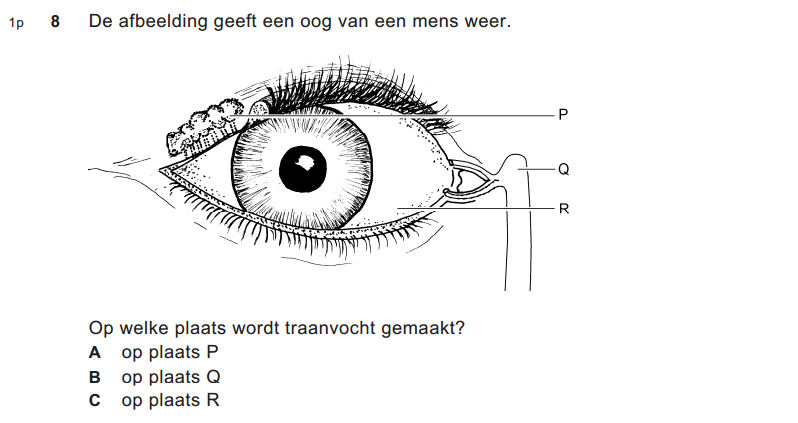 1p 8 De afbeelding geeft een oog van een mens weer.
P
Q
R
Op welke plaats wordt traanvocht gemaakt?
A op plaats P
B op plaats Q
C op plaats R